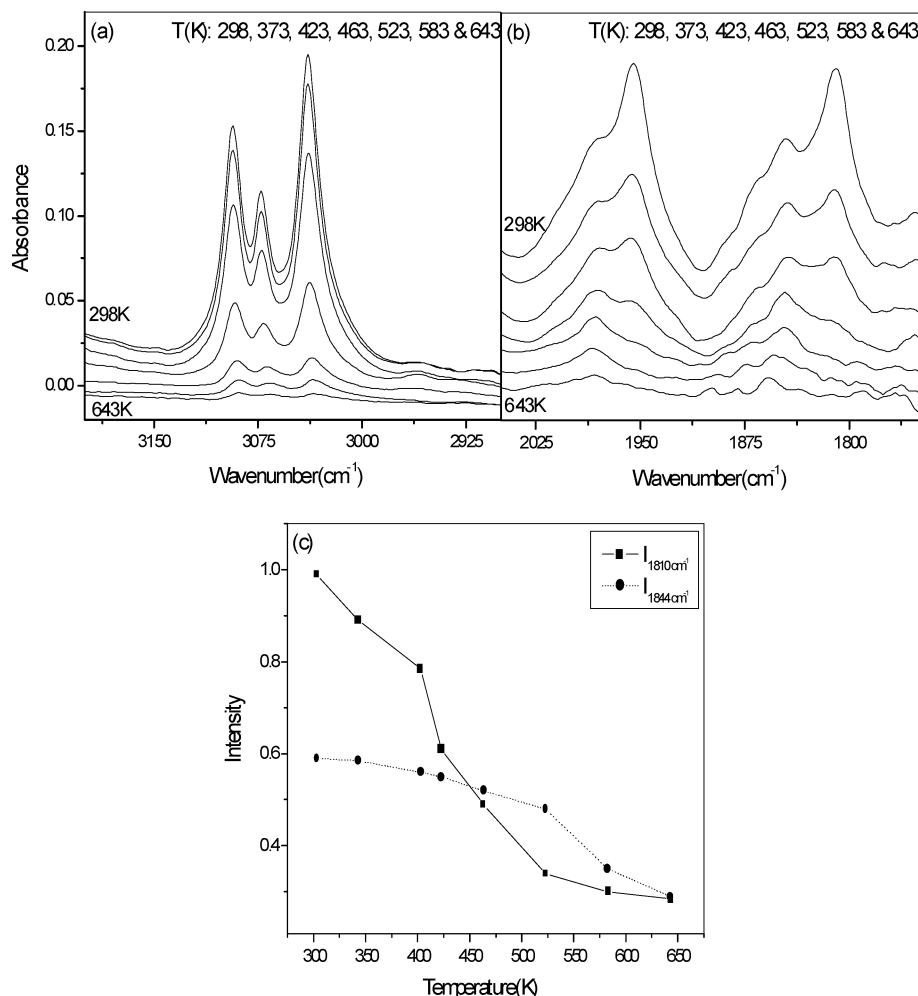 (a) T(K): 298, 373, 423, 463, 523, 583 & 643
0.20
0.15
0.10
0.05
0.00
Absorbance
298K
643K
3150 3075 3000 2925
Wavenumber(cm-1)
(b) T(K): 298, 373, 423, 463, 523, 583 & 643
298K
643K
2025 1950 1875 1800
Wavenumber(cm-1)
(c)
I1810cm-1
I1844cm-1
1.0
0.8
0.6
0.4
Intensity
300 350 400 450 500 550 600 650
Temperature(K)